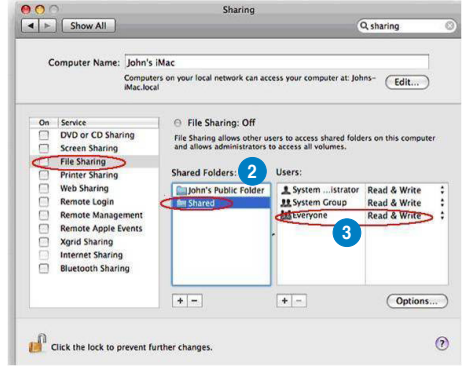 Sharing
Show All
sharing
Computer Name: John's iMac
Computers on your local network can access your computer at: Johns-
iMac.local
Edit...
On Service
DVD or CD Sharing
Screen Sharing
File Sharing
Printer Sharing
Web Sharing
Remote Login
Remote Management
Remote Apple Events
Xgrid Sharing
Internet Sharing
Bluetooth Sharing
File Sharing: Off
File Sharing allows other users to access shared folders on this computer
and allows administrators to access all volumes.
Shared Folders: 2 Users:
John's Public Folder
Shared
System ...istrator Read & Write
System Group Read & Write
Everyone Read & Write
3
+ -
+ -
Options...
Click the lock to prevent further changes.
?